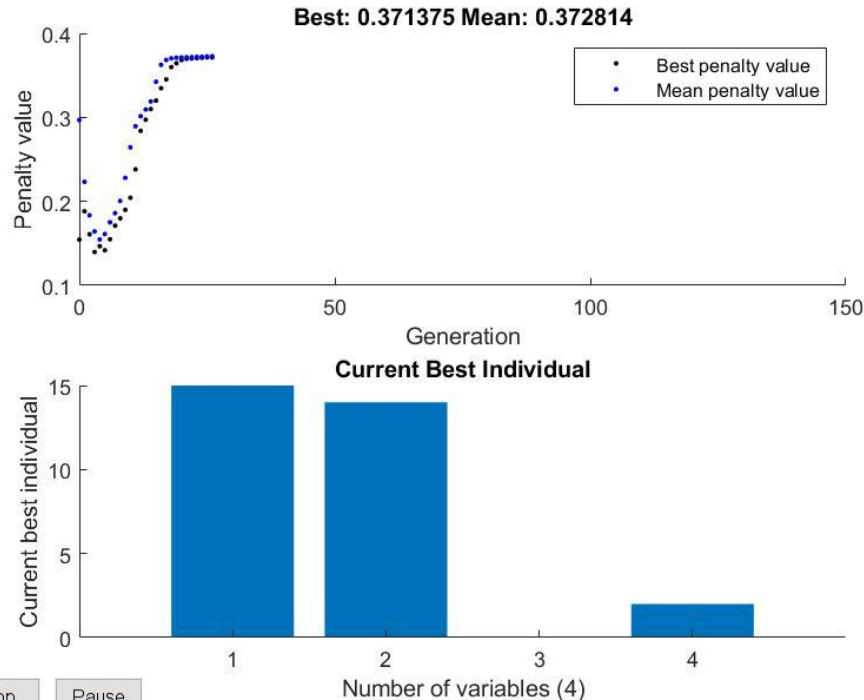 Best: 0.371375 Mean: 0.372814
0.4
0.3
0.2
0.1
Penalty value
Best penalty value
Mean penalty value
0
50
100
150
Generation
Current Best Individual
15
10
5
0
Current best individual
1
2
3
4
Number of variables (4)
Pause